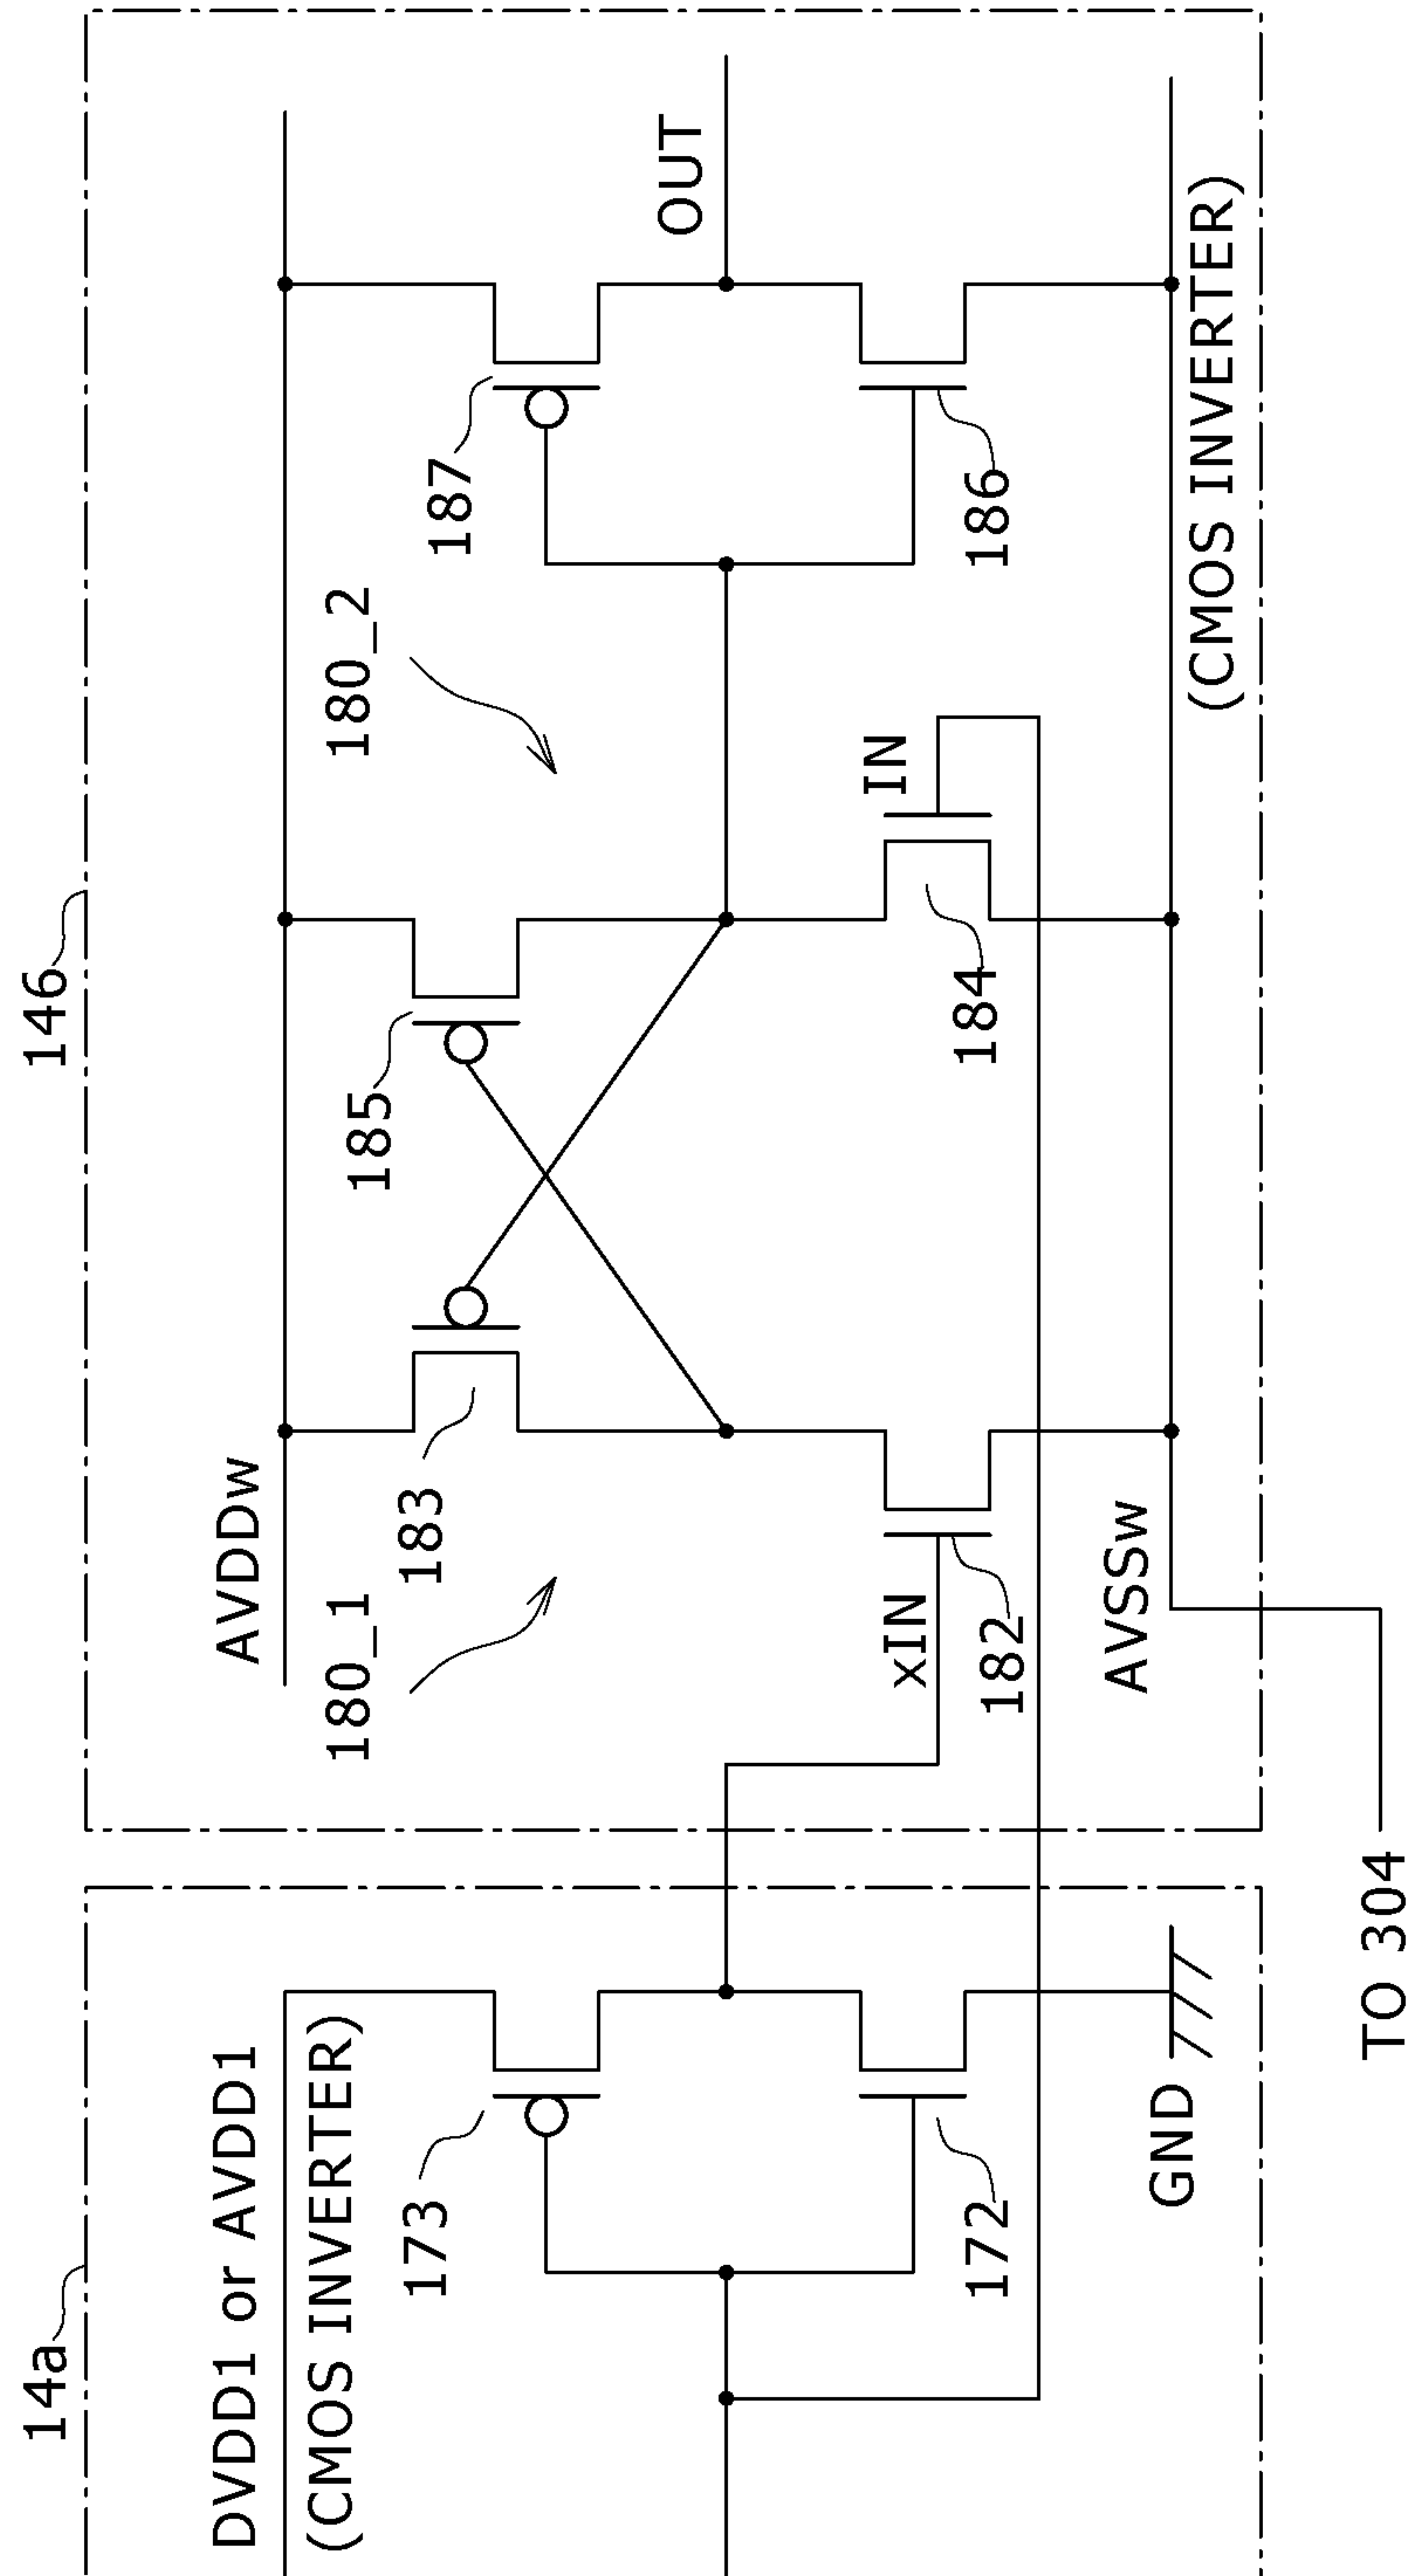 14a
DVDD1 or AVDD1
(CMOS INVERTER)
173
172
GND
TO 304
146
AVDDw
180_1
183
xIN
182
AVSSw
185
184
IN
180_2
187
186
OUT
(CMOS INVERTER)